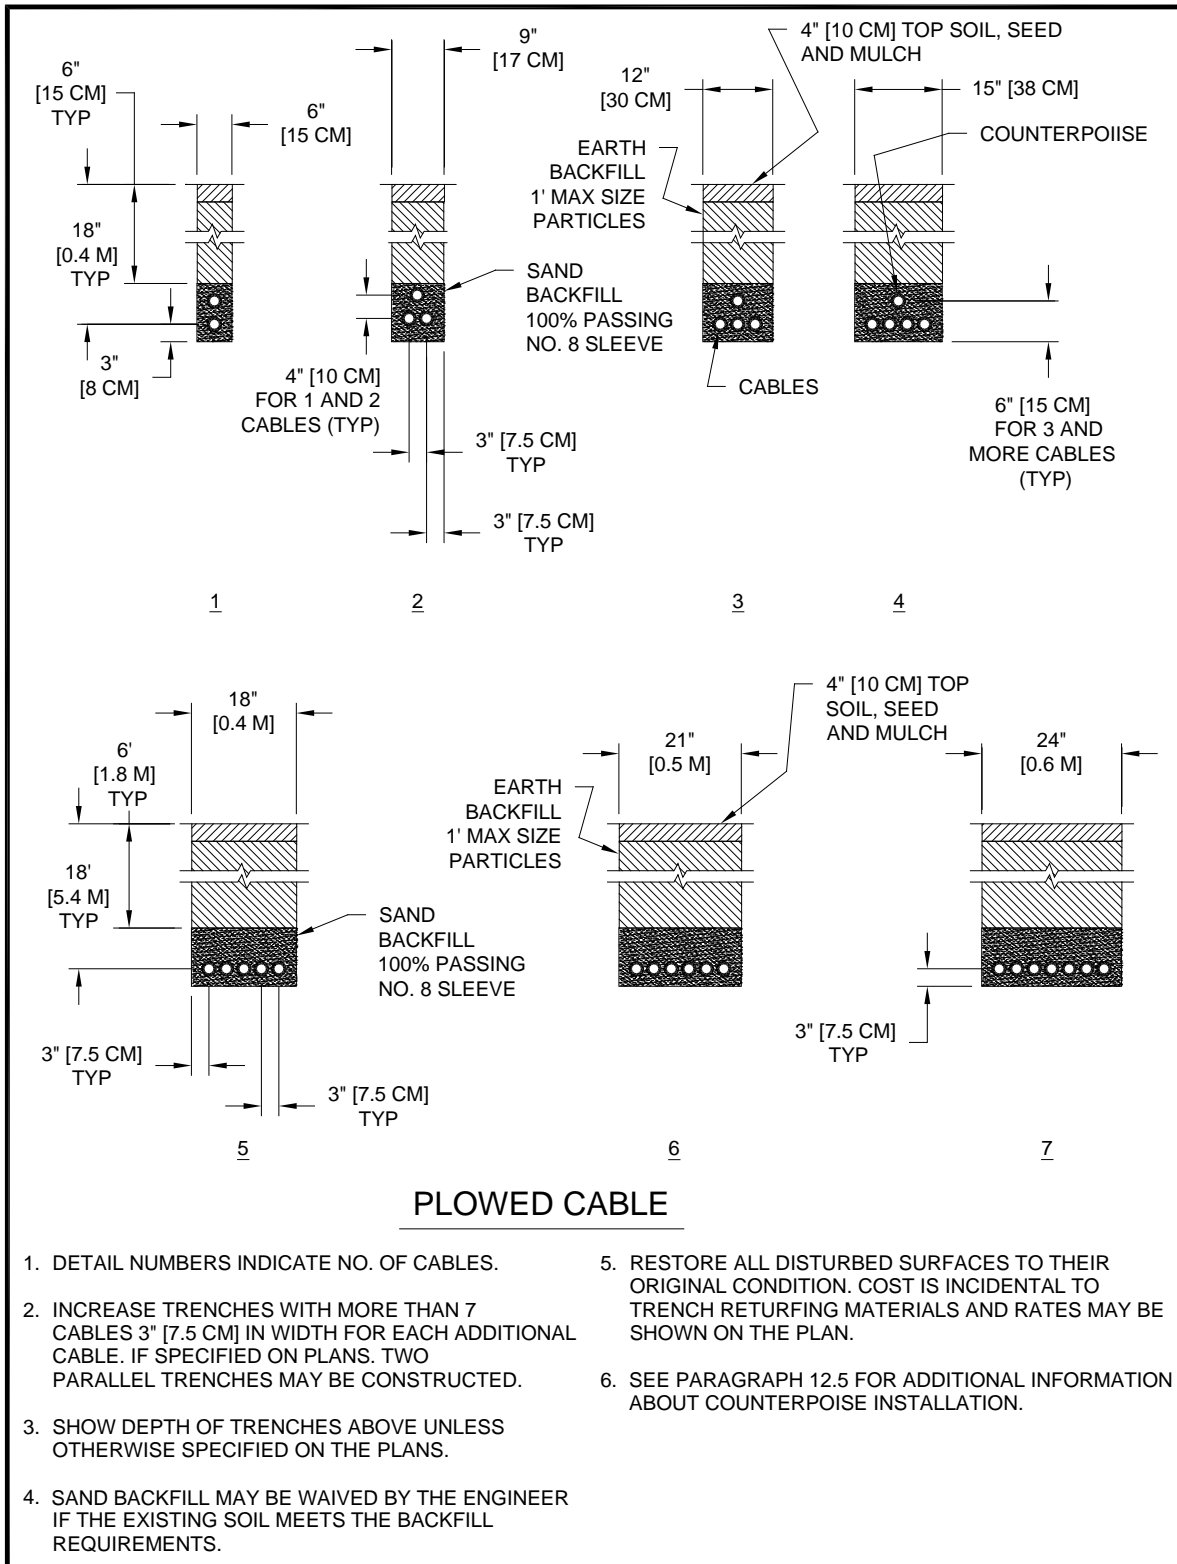 6"
[15 CM]
TYP
6"
[15 CM]
18"
[0.4 M]
TYP
3"
[8 CM]
9"
[17 CM]
SAND
BACKFILL
100% PASSING
NO. 8 SLEEVE
4" [10 CM]
FOR 1 AND 2
CABLES (TYP)
3" [7.5 CM]
TYP
3" [7.5 CM]
TYP
4" [10 CM] TOP SOIL, SEED
AND MULCH
12"
[30 CM]
15" [38 CM]
COUNTERPOIISE
EARTH
BACKFILL
1' MAX SIZE
PARTICLES
CABLES
6" [15 CM]
FOR 3 AND
MORE CABLES
(TYP)
1
2
3
4
18"
[0.4 M]
6'
[1.8 M]
TYP
18'
[5.4 M]
TYP
SAND
BACKFILL
100% PASSING
NO. 8 SLEEVE
3" [7.5 CM]
TYP
3" [7.5 CM]
TYP
4" [10 CM] TOP
SOIL, SEED
AND MULCH
21"
[0.5 M]
EARTH
BACKFILL
1' MAX SIZE
PARTICLES
24"
[0.6 M]
3" [7.5 CM]
TYP
5
6
7
PLOWED CABLE
1. DETAIL NUMBERS INDICATE NO. OF CABLES.
2. INCREASE TRENCHES WITH MORE THAN 7
CABLES 3" [7.5 CM] IN WIDTH FOR EACH ADDITIONAL
CABLE. IF SPECIFIED ON PLANS. TWO
PARALLEL TRENCHES MAY BE CONSTRUCTED.
3. SHOW DEPTH OF TRENCHES ABOVE UNLESS
OTHERWISE SPECIFIED ON THE PLANS.
4. SAND BACKFILL MAY BE WAIVED BY THE ENGINEER
IF THE EXISTING SOIL MEETS THE BACKFILL
REQUIREMENTS.
5. RESTORE ALL DISTURBED SURFACES TO THEIR
ORIGINAL CONDITION. COST IS INCIDENTAL TO
TRENCH RETURFING MATERIALS AND RATES MAY BE
SHOWN ON THE PLAN.
6. SEE PARAGRAPH 12.5 FOR ADDITIONAL INFORMATION
ABOUT COUNTERPOISE INSTALLATION.